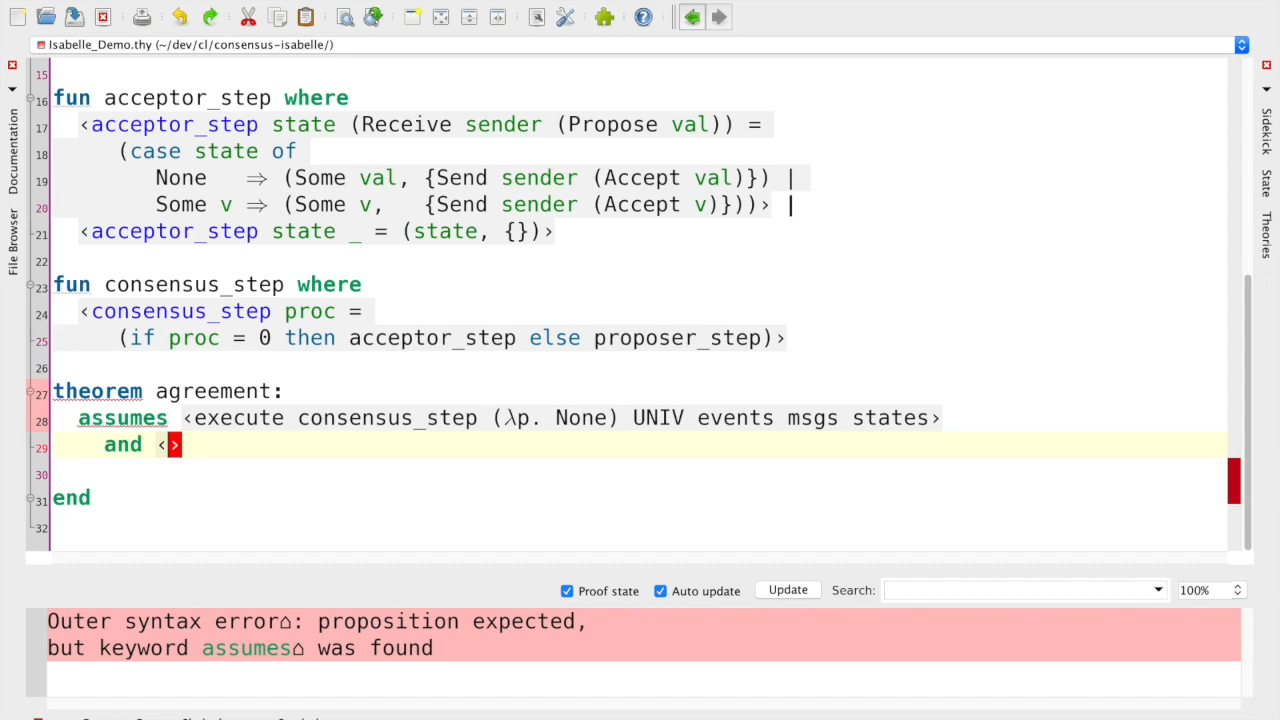 Isabelle_Demo.thy (~/dev/cl/consensus-isabelle/)
15
16 fun acceptor_step where
17 ‹acceptor_step state (Receive sender (Propose val)) =
18 (case state of
19 None ⇒ (Some val, {Send sender (Accept val)}) |
20 Some v ⇒ (Some v, {Send sender (Accept v)}))› |
21 ‹acceptor_step state _ = (state, {})›
22
23 fun consensus_step where
24 ‹consensus_step proc =
25 (if proc = 0 then acceptor_step else proposer_step)›
26
27 theorem agreement:
28 assumes ‹execute consensus_step (λp. None) UNIV events msgs states›
29 and ‹›
30
31 end
32
Documentation
File Browser
Sidekick
State
Theories
Proof state Auto update Update Search: 100%
Outer syntax error⌂: proposition expected,
but keyword assumes⌂ was found